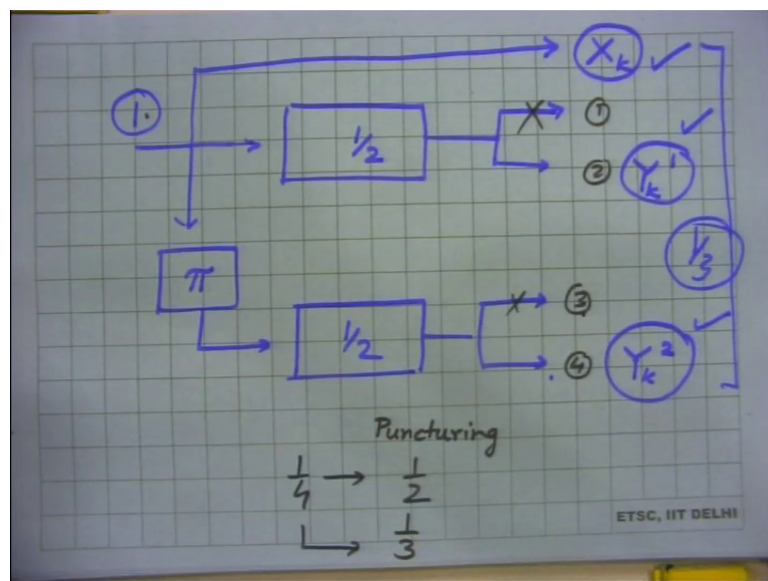 X_k
1.
1/2
①
② Y_k^1
1/3
π
③
1/2
④ Y_k^2
Puncturing
1/4 → 1/2
1/3
ETSC, IIT DELHI